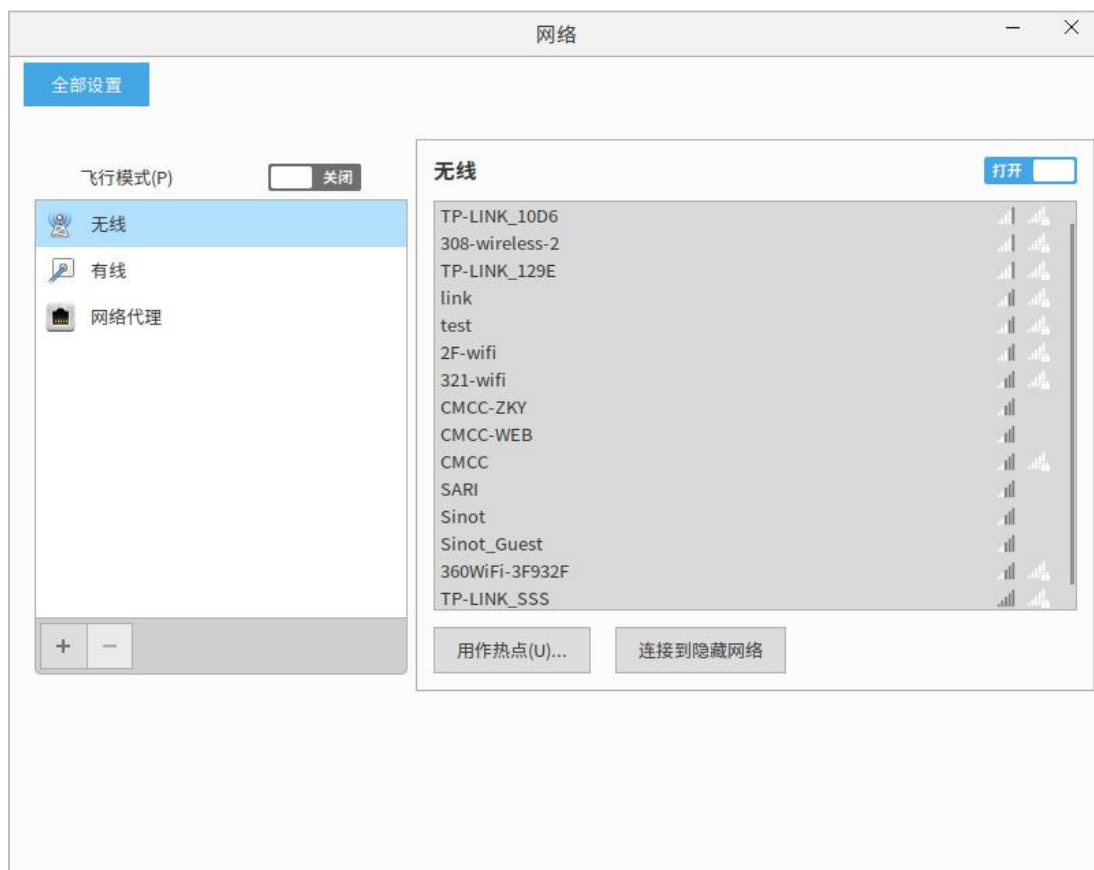 网络
全部设置
飞行模式(P)
关闭
无线
有线
网络代理
无线
打开
TP-LINK_10D6
308-wireless-2
TP-LINK_129E
link
test
2F-wifi
321-wifi
CMCC-ZKY
CMCC-WEB
CMCC
SARI
Sinot
Sinot_Guest
360WiFi-3F932F
TP-LINK_SSS
用作热点(U)...
连接到隐藏网络